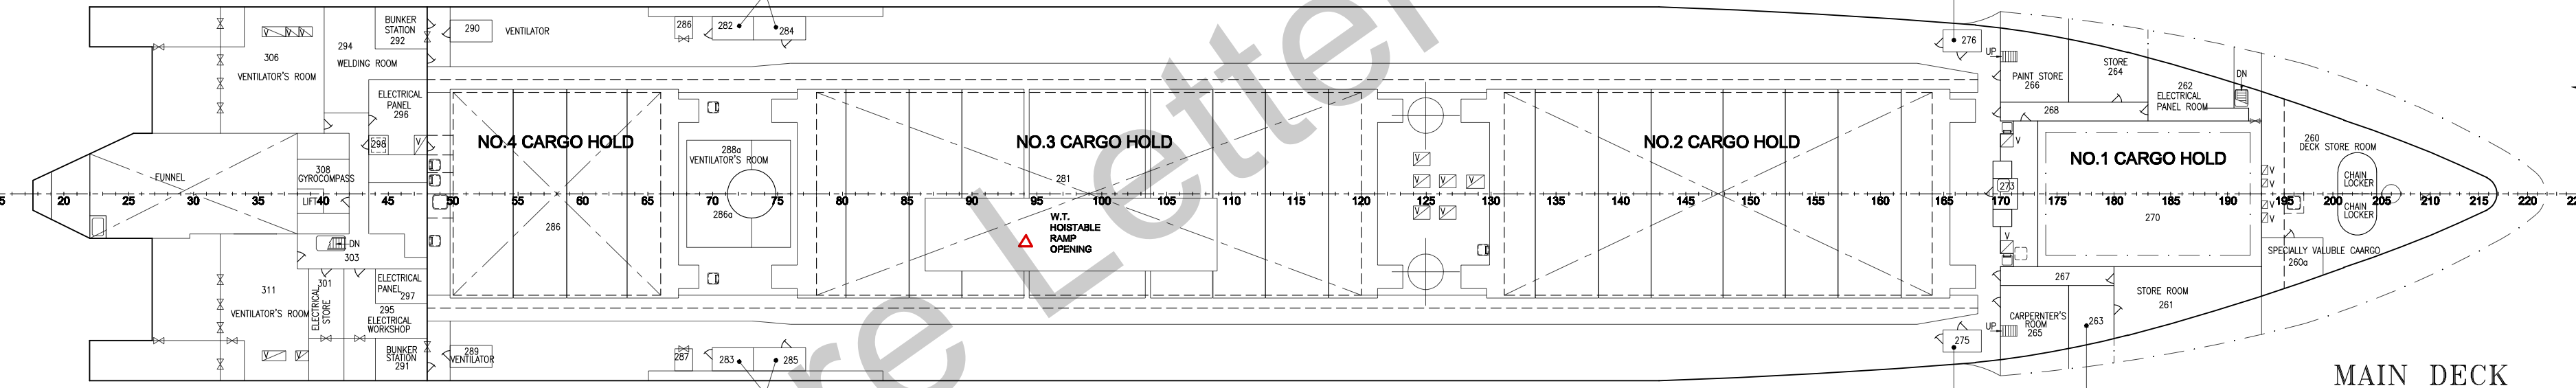 BUNKER
STATION
292
290
VENTILATOR
286
282
284
276
306
VENTILATOR'S ROOM
294
WELDING ROOM
V
V
V
UP
PAINT STORE
266
STORE
264
262
ELECTRICAL
PANEL ROOM
DN
268
ELECTRICAL
PANEL
296
298
V
NO.4 CARGO HOLD
288a
VENTILATOR'S ROOM
NO.3 CARGO HOLD
NO.2 CARGO HOLD
NO.1 CARGO HOLD
260
DECK STORE ROOM
FUNNEL
308
GYROCOMPASS
LIFT
281
273
V
V
V
V
V
V
V
V
V
V
V
CHAIN
LOCKER
CHAIN
LOCKER
20 25 30 35 40 45 50 55 60 65 70 75 80 85 90 95 100 105 110 115 120 125 130 135 140 145 150 155 160 165 170 175 180 185 190 195 200 205 210 215 220
286
286a
W.T.
HOISTABLE
RAMP
OPENING
270
DN
303
V
SPECIALLY VALUBLE CAARGO
260a
311
VENTILATOR'S ROOM
301
ELECTRICAL
STORE
ELECTRICAL
PANEL
297
295
ELECTRICAL
WORKSHOP
V
V
BUNKER
STATION
291
289
VENTILATOR
287
283
285
275
267
UP
CARPERNTER'S
ROOM
265
263
STORE ROOM
261
MAIN DECK
re Letter